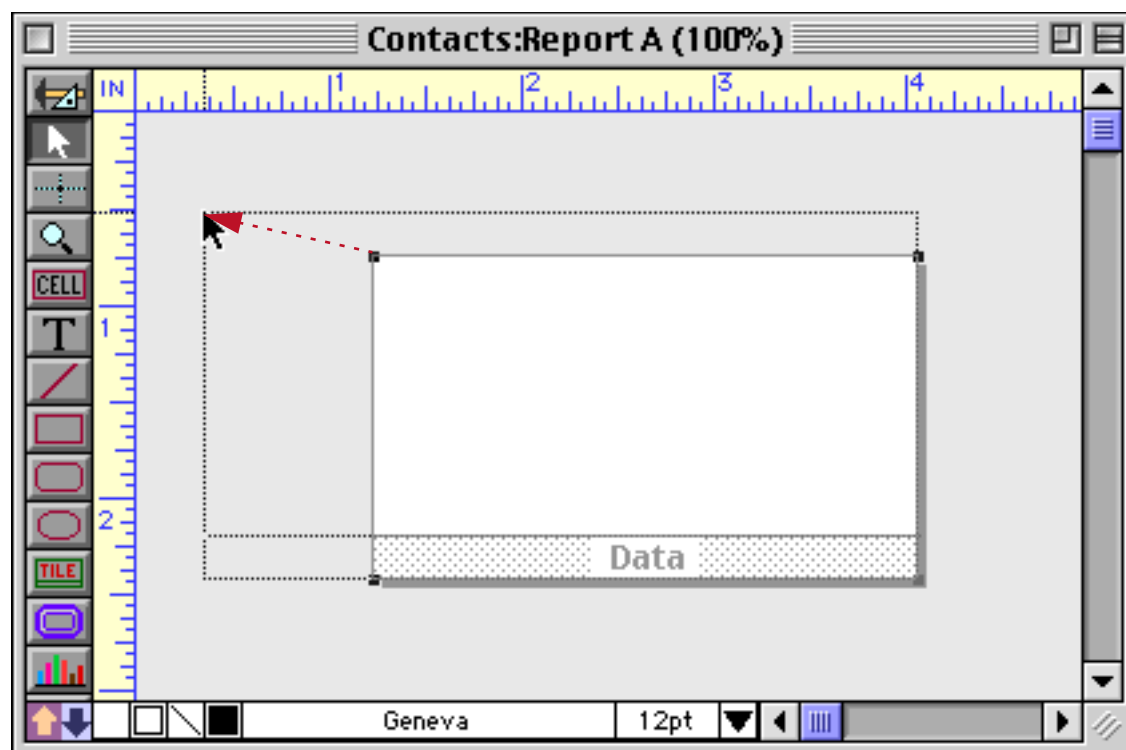 Contacts:Report A (100%)
IN
1 2 3 4
CELL
T
1
2
TILE
Data
Geneva 12pt